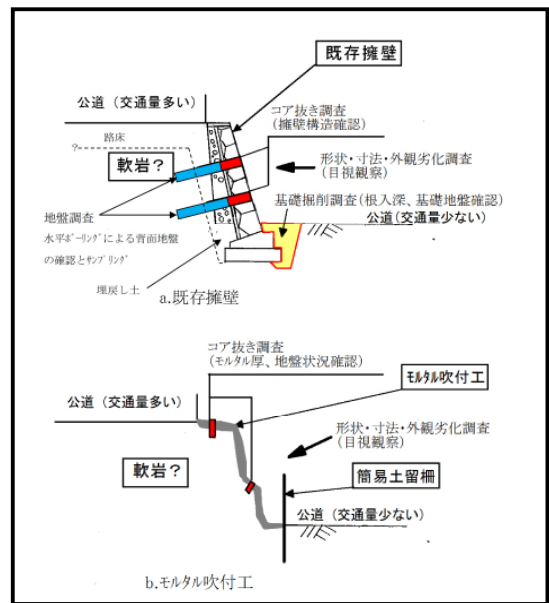 既存擁壁
公道（交通量多い）
コア抜き調査
（擁壁構造確認）
路床
?
軟岩？
形状・寸法・外観劣化調査
（目視観察）
地盤調査
基礎掘削調査（根入深、基礎地盤確認）
公道（交通量少ない）
水平ﾎﾞｰﾘﾝｸﾞによる背面地盤
の確認とサンプリング
埋戻し土
a.既存擁壁
コア抜き調査
（モルタル厚、地盤状況確認）
ﾓﾙﾀﾙ吹付工
公道（交通量多い）
形状・寸法・外観劣化調査
（目視観察）
軟岩？
簡易土留柵
公道（交通量少ない）
b.ﾓﾙﾀﾙ吹付工